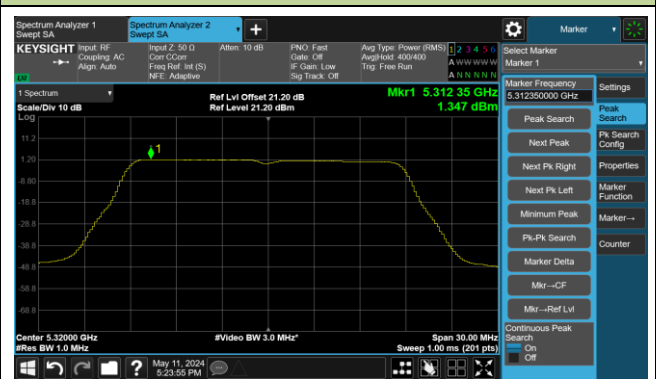 Spectrum Analyzer 1
Swept SA
Spectrum Analyzer 2
Swept SA
+
Marker
KEYSIGHT
Input: RF
Coupling: AC
Align: Auto
Input Z: 50 Ω
Corr CCorr
Freq Ref: Int (S)
NFE: Adaptive
Atten: 10 dB
PNO: Fast
Gate: Off
IF Gain: Low
Sig Track: Off
Avg Type: Power (RMS)
Avg|Hold: 400/400
Trig: Free Run
1 2 3 4 5 6
A W W W W W
A N N N N N
Select Marker
Marker 1
1 Spectrum
Scale/Div 10 dB
Log
Ref Lvl Offset 21.20 dB
Ref Level 21.20 dBm
Mkr1 5.312 35 GHz
1.347 dBm
11.2
1.20
-8.80
-18.8
-28.8
-38.8
-48.8
-58.8
-68.8
1
Center 5.32000 GHz
#Res BW 1.0 MHz
#Video BW 3.0 MHz*
Span 30.00 MHz
Sweep 1.00 ms (201 pts)
Marker Frequency
5.312350000 GHz
Peak Search
Next Peak
Next Pk Right
Next Pk Left
Minimum Peak
Pk-Pk Search
Marker Delta
Mkr→CF
Mkr→Ref Lvl
Continuous Peak
Search
On
Off
Settings
Peak
Search
Pk Search
Config
Properties
Marker
Function
Marker→
Counter
?
May 11, 2024
5:23:55 PM